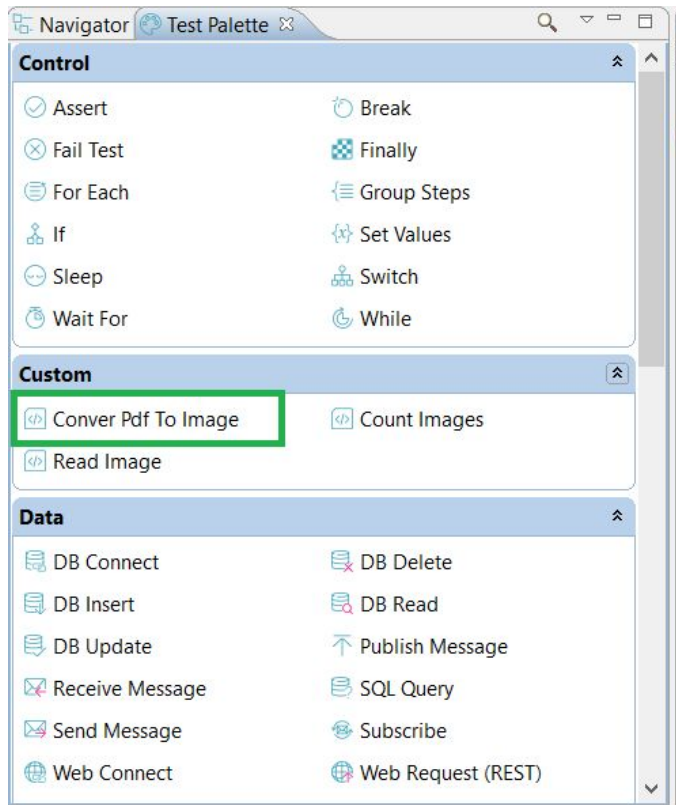 Navigator Test Palette
Control
Assert Break
Fail Test Finally
For Each Group Steps
If Set Values
Sleep Switch
Wait For While
Custom
Conver Pdf To Image Count Images
Read Image
Data
DB Connect DB Delete
DB Insert DB Read
DB Update Publish Message
Receive Message SQL Query
Send Message Subscribe
Web Connect Web Request (REST)